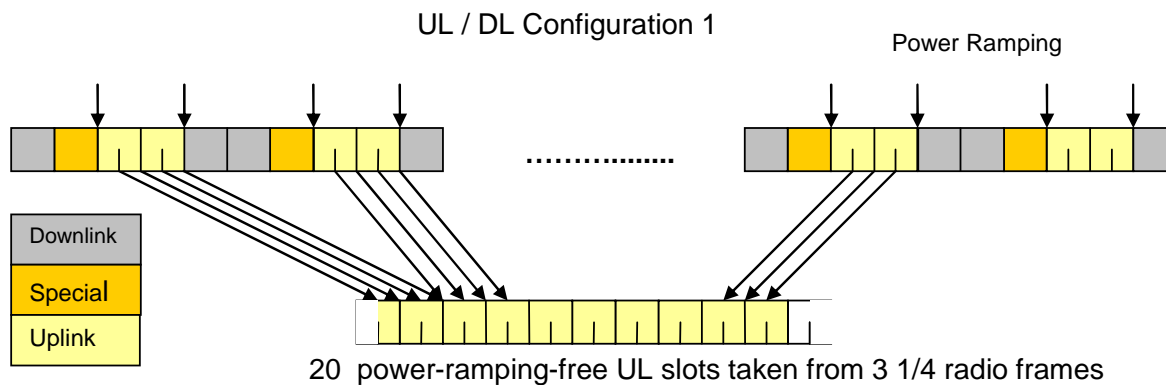 UL / DL Configuration 1
Power Ramping
............………
Downlink
Special
Uplink
20 power-ramping-free UL slots taken from 3 1/4 radio frames